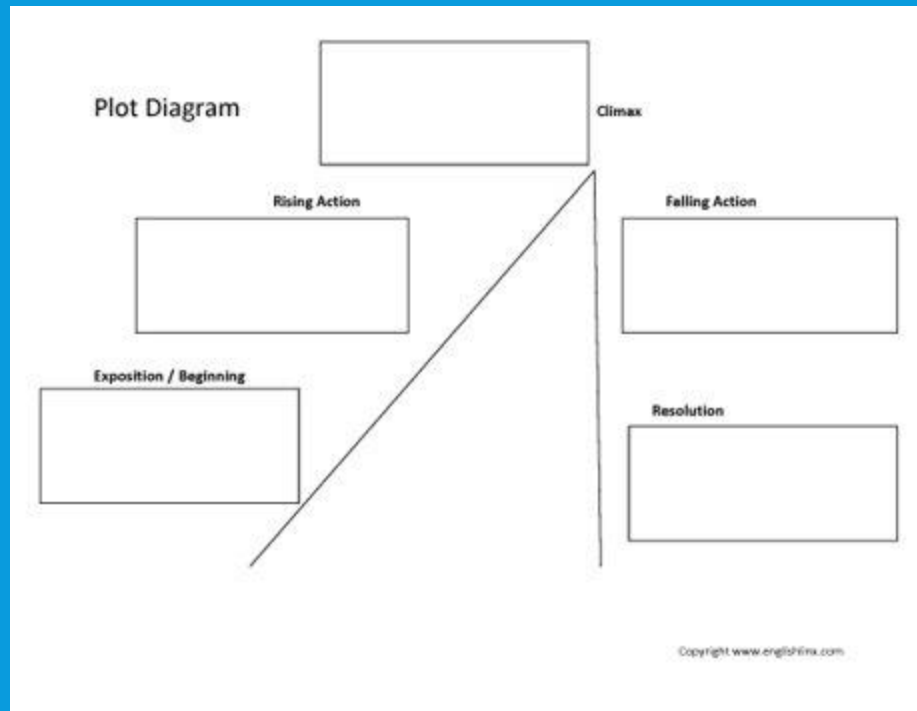 Plot Diagram
Climax
Rising Action
Falling Action
Exposition / Beginning
Resolution
Copyright www.englishlinx.com